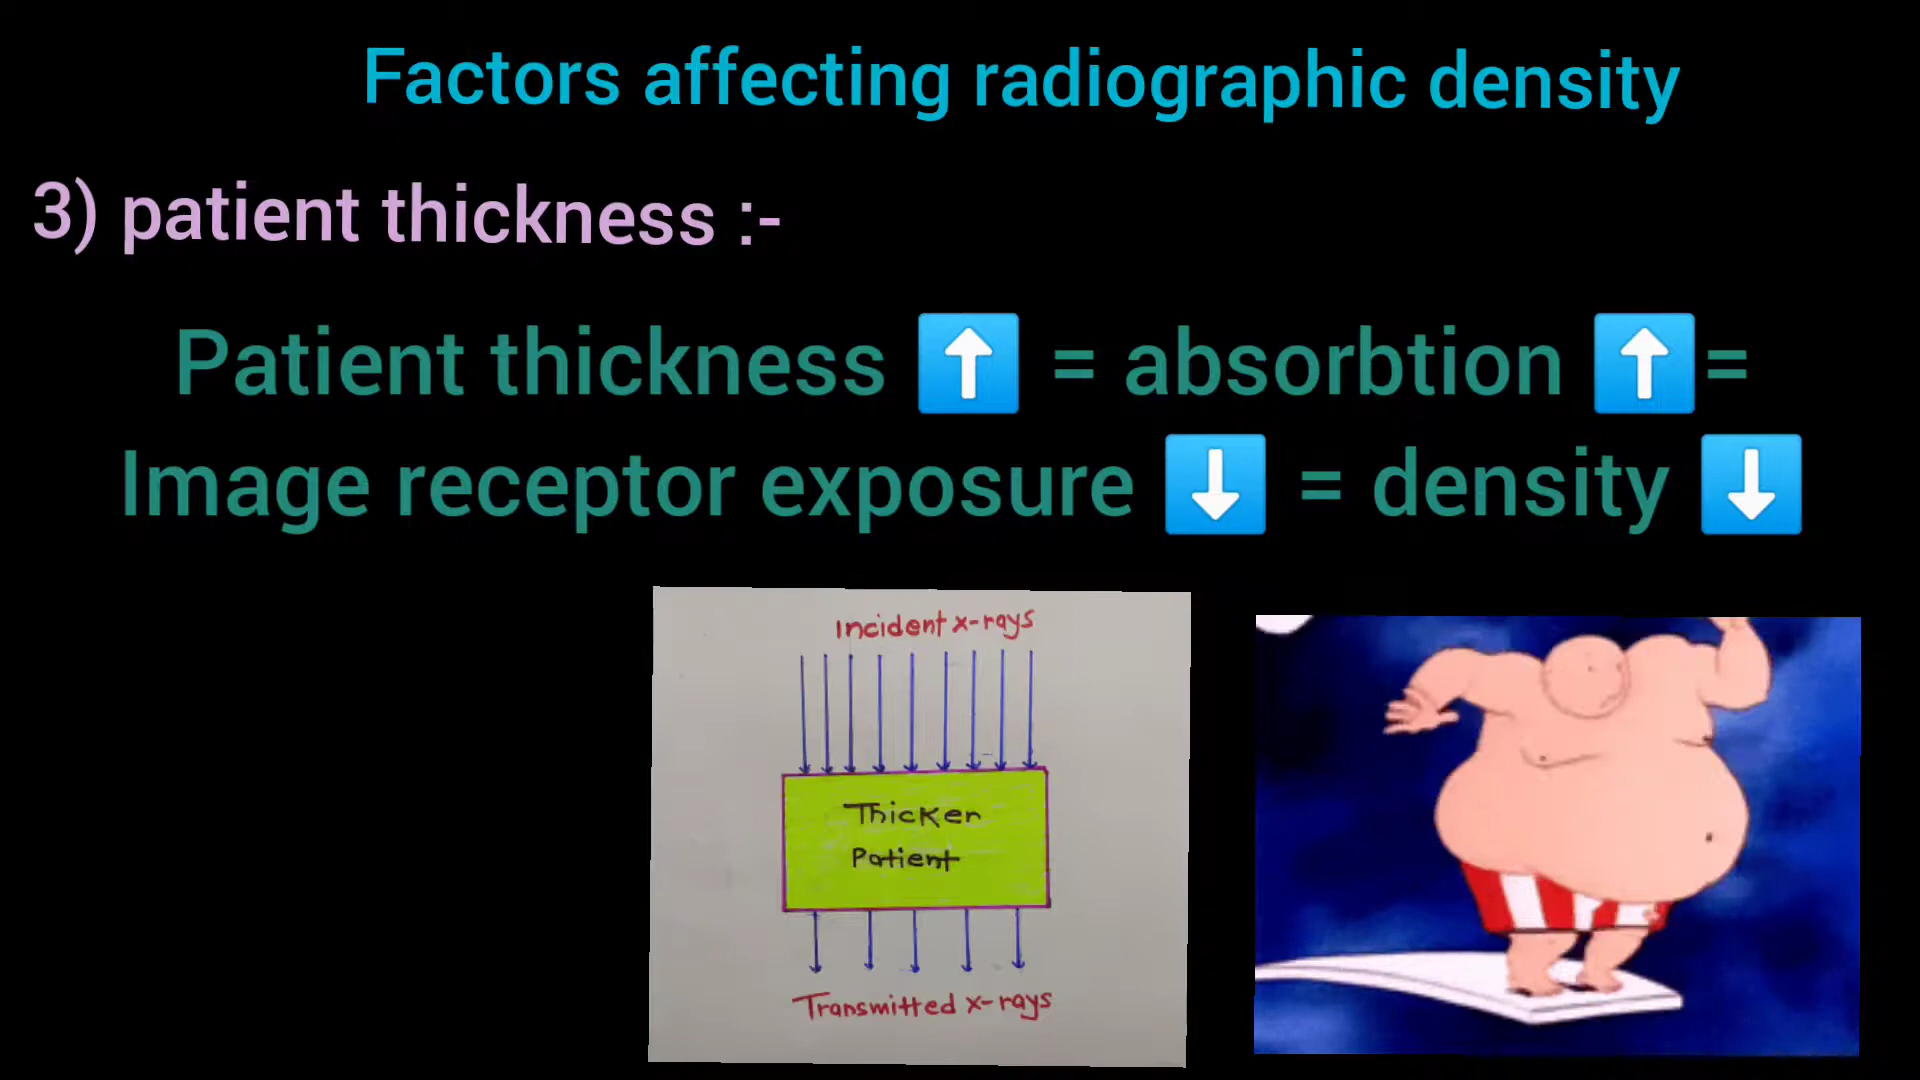 Factors affecting radiographic density
3) patient thickness :-
Patient thickness ⬆️ = absorbtion ⬆️=
Image receptor exposure ⬇️ = density ⬇️
Incident x-rays
Thicker
Patient
Transmitted x-rays